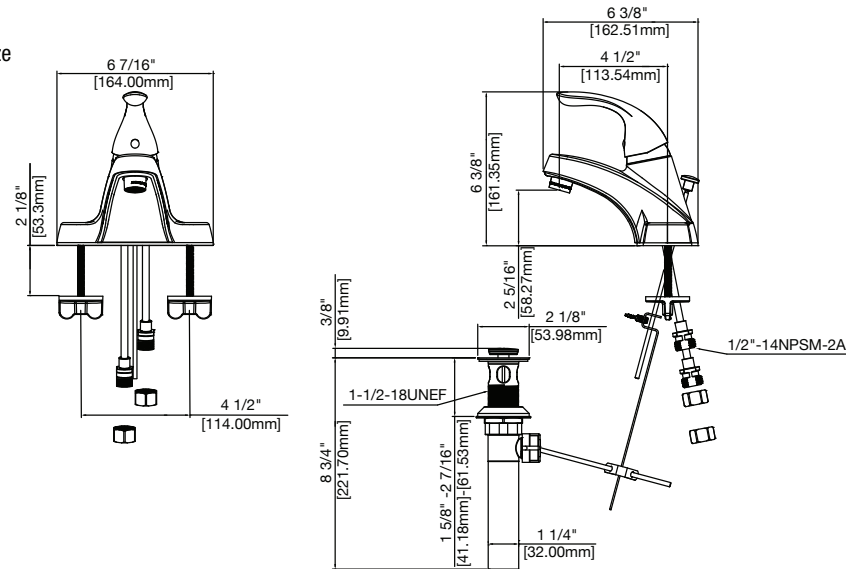 ze
6 7/16"
[164.00mm]
2 1/8"
[53.3mm]
4 1/2"
[114.00mm]
6 3/8"
[162.51mm]
4 1/2"
[113.54mm]
6 3/8"
[161.35mm]
2 5/16"
[58.27mm]
1/2"-14NPSM-2A
3/8"
[9.91mm]
2 1/8"
[53.98mm]
1-1/2-18UNEF
8 3/4"
[221.70mm]
1 5/8" -2 7/16"
[41.18mm]-[61.53mm]
1 1/4"
[32.00mm]